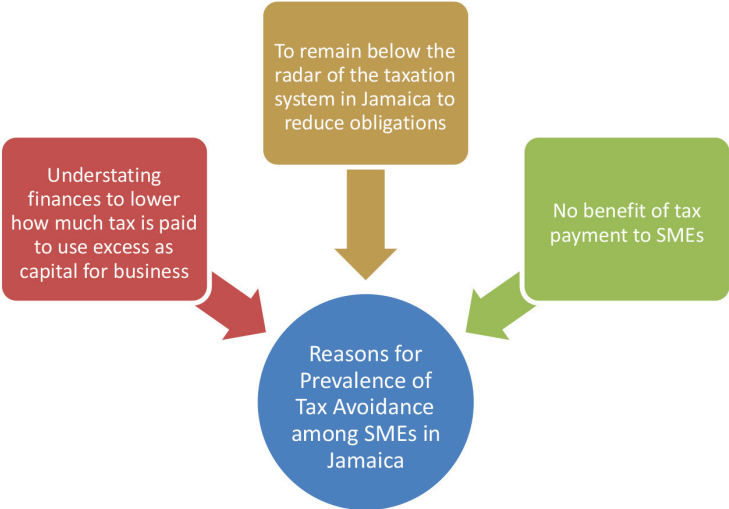 To remain below the
radar of the taxation
system in Jamaica to
reduce obligations
Understating
finances to lower
how much tax is paid
to use excess as
capital for business
No benefit of tax
payment to SMEs
Reasons for
Prevalence of
Tax Avoidance
among SMEs in
Jamaica